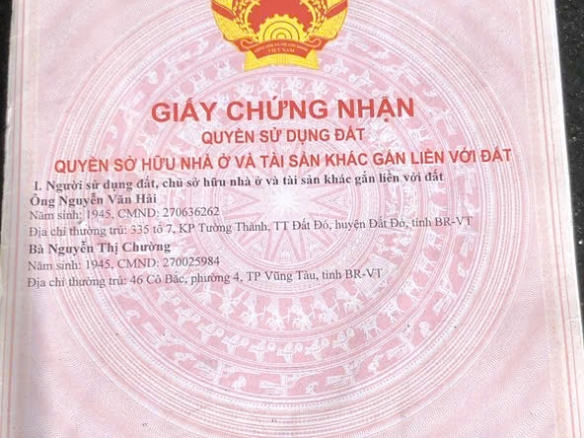 GIẤY CHỨNG NHẬN
QUYỀN SỬ DỤNG ĐẤT
QUYỀN SỞ HỮU NHÀ Ở VÀ TÀI SẢN KHÁC GẮN LIỀN VỚI ĐẤT
I. Người sử dụng đất, chủ sở hữu nhà ở và tài sản khác gắn liền với đất
Ông Nguyễn Văn Hải
Năm sinh: 1945, CMND: 270636262
Địa chỉ thường trú: 335 tổ 7, KP Tường Thành, TT Đất Đỏ, huyện Đất Đỏ, tỉnh BR-VT
Bà Nguyễn Thị Chường
Năm sinh: 1945, CMND: 270025984
Địa chỉ thường trú: 46 Cô Bắc, phường 4, TP Vũng Tàu, tỉnh BR-VT